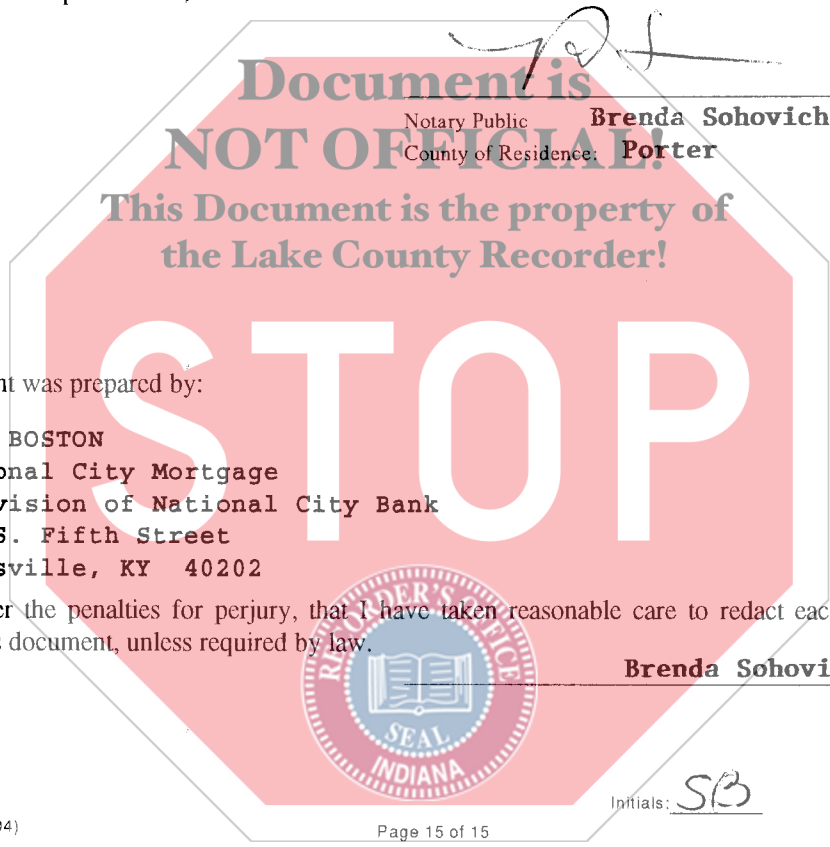 Document is
NOT OFFICIAL!
This Document is the property of
the Lake County Recorder!
STOP
Notary Public Brenda Sohovich
County of Residence: Porter
nt was prepared by:
BOSTON
onal City Mortgage
vision of National City Bank
S. Fifth Street
sville, KY 40202
er the penalties for perjury, that I have taken reasonable care to redact eac
s document, unless required by law.
Brenda Sohovi
RECORDER'S OFFICE
SEAL
INDIANA
Initials: SB
94)
Page 15 of 15